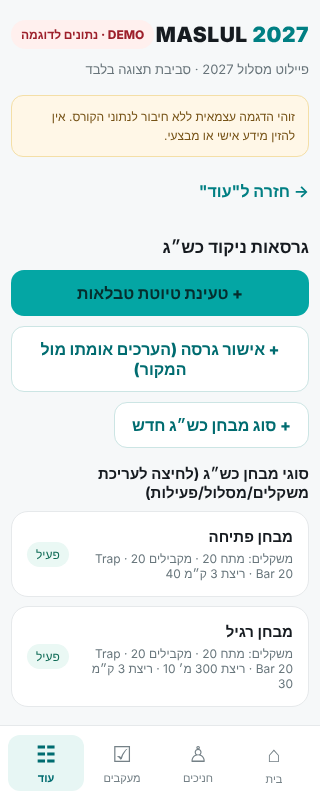 MASLUL 2027
DEMO · נתונים לדוגמה
פיילוט מסלול 2027 · סביבת תצוגה בלבד
זוהי הדגמה עצמאית ללא חיבור לנתוני הקורס. אין
להזין מידע אישי או מבצעי.
→ חזרה ל"עוד"
גרסאות ניקוד כש״ג
+ טעינת טיוטת טבלאות
+ אישור גרסה (הערכים אומתו מול
המקור)
+ סוג מבחן כש״ג חדש
סוגי מבחן כש״ג (לחיצה לעריכת
משקלים/מסלול/פעילות)
מבחן פתיחה
משקלים: מתח 20 · מקבילים 20 · Trap
Bar 20 · ריצת 3 ק״מ 40
פעיל
מבחן רגיל
משקלים: מתח 20 · מקבילים 20 · Trap
Bar 20 · ריצת 300 מ׳ 10 · ריצת 3 ק״מ
30
פעיל
בית
חניכים
מעקבים
עוד